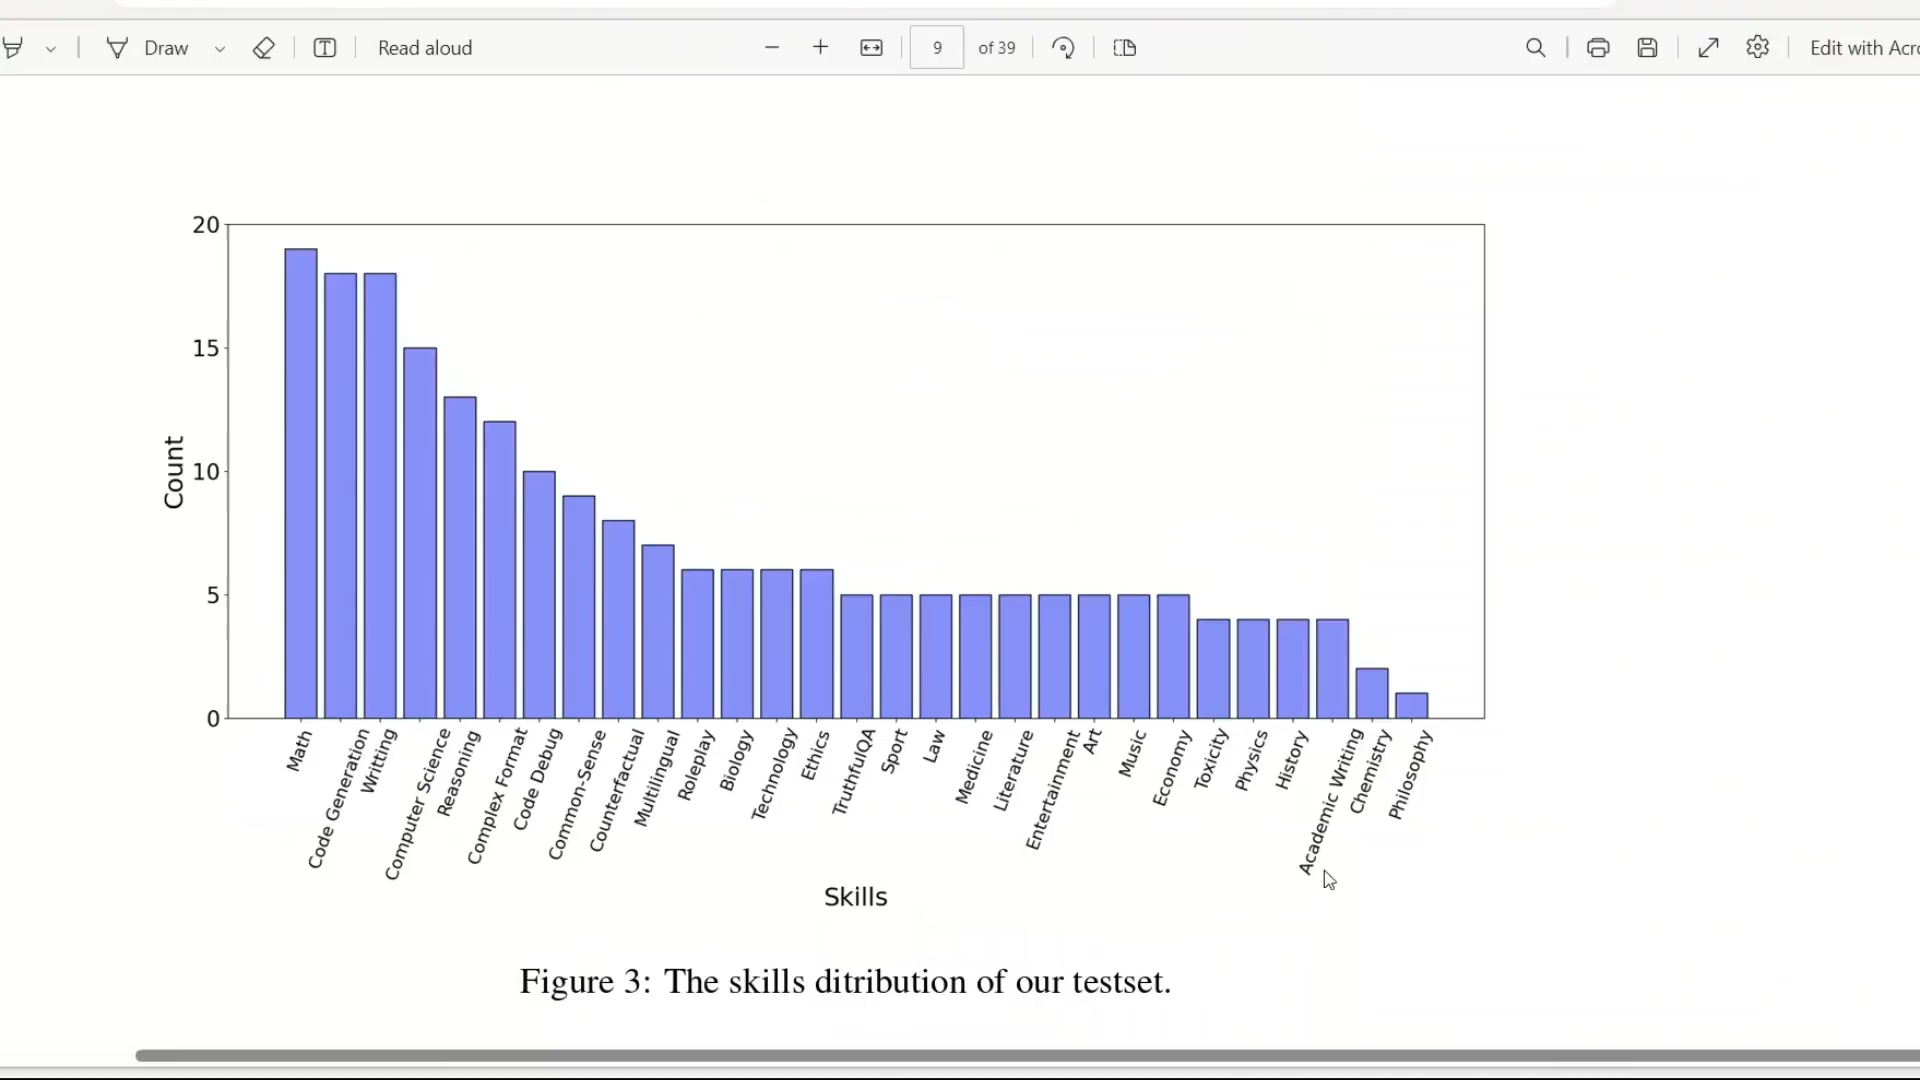 Draw
Read aloud
9 of 39
Edit with Acro
20
15
10
5
0
Count
Math
Code Generation
Writting
Computer Science
Reasoning
Complex Format
Code Debug
Common-Sense
Counterfactual
Multilingual
Roleplay
Biology
Technology
Ethics
TruthfulQA
Sport
Law
Medicine
Literature
Entertainment
Art
Music
Economy
Toxicity
Physics
History
Academic Writing
Chemistry
Philosophy
Skills
Figure 3: The skills ditribution of our testset.